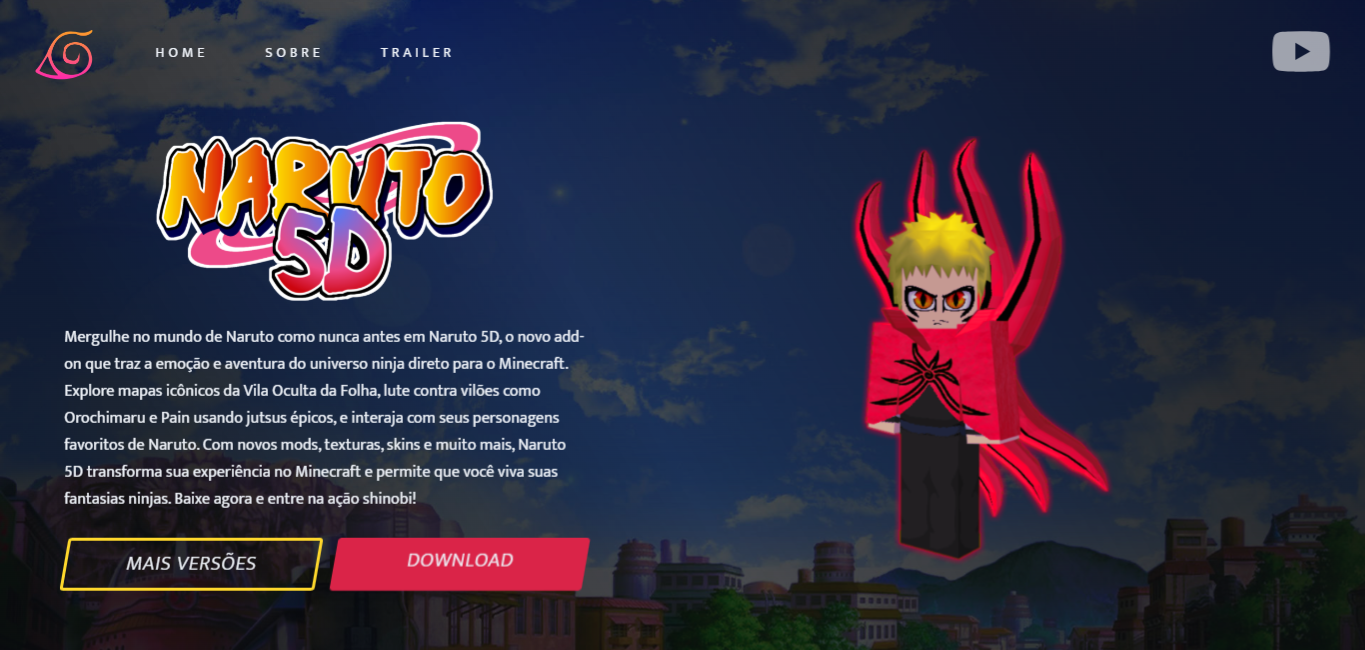 HOME SOBRE TRAILER
NARUTO
5D
Mergulhe no mundo de Naruto como nunca antes em Naruto 5D, o novo add-
on que traz a emoção e aventura do universo ninja direto para o Minecraft.
Explore mapas icônicos da Vila Oculta da Folha, lute contra vilões como
Orochimaru e Pain usando jutsus épicos, e interaja com seus personagens
favoritos de Naruto. Com novos mods, texturas, skins e muito mais, Naruto
5D transforma sua experiência no Minecraft e permite que você viva suas
fantasias ninjas. Baixe agora e entre na ação shinobi!
MAIS VERSÕES DOWNLOAD